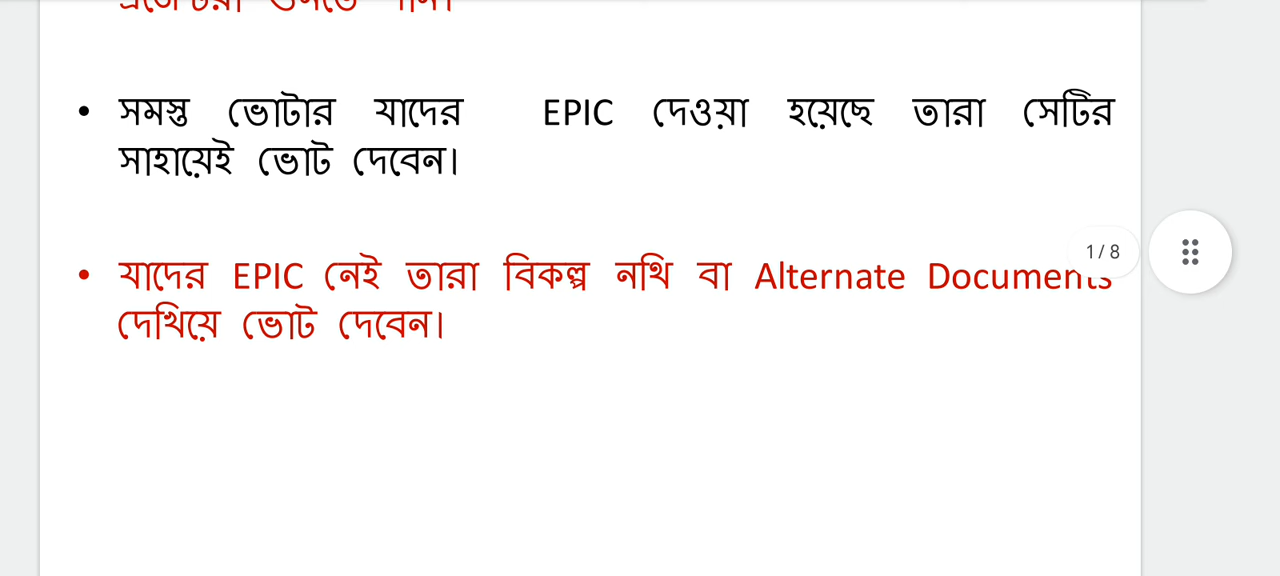 • সমস্ত ভোটার যাদের EPIC দেওয়া হয়েছে তারা সেটির
সাহায়েই ভোট দেবেন।
1 / 8
• যাদের EPIC নেই তারা বিকল্প নথি বা Alternate Documents
দেখিয়ে ভোট দেবেন।